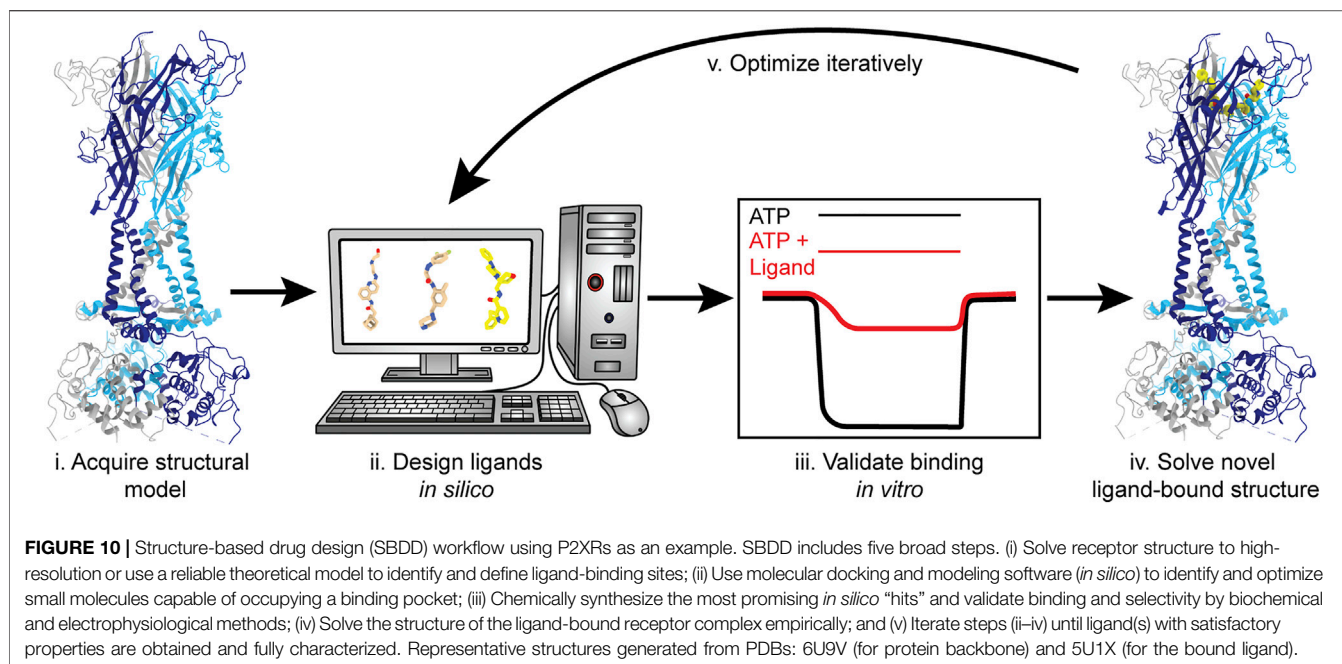 v. Optimize iteratively
ATP
ATP +
Ligand
i. Acquire structural
model
ii. Design ligands
in silico
iii. Validate binding
in vitro
iv. Solve novel
ligand-bound structure
FIGURE 10 | Structure-based drug design (SBDD) workflow using P2XRs as an example. SBDD includes five broad steps. (i) Solve receptor structure to high-
resolution or use a reliable theoretical model to identify and define ligand-binding sites; (ii) Use molecular docking and modeling software (in silico) to identify and optimize
small molecules capable of occupying a binding pocket; (iii) Chemically synthesize the most promising in silico “hits” and validate binding and selectivity by biochemical
and electrophysiological methods; (iv) Solve the structure of the ligand-bound receptor complex empirically; and (v) Iterate steps (ii–iv) until ligand(s) with satisfactory
properties are obtained and fully characterized. Representative structures generated from PDBs: 6U9V (for protein backbone) and 5U1X (for the bound ligand).